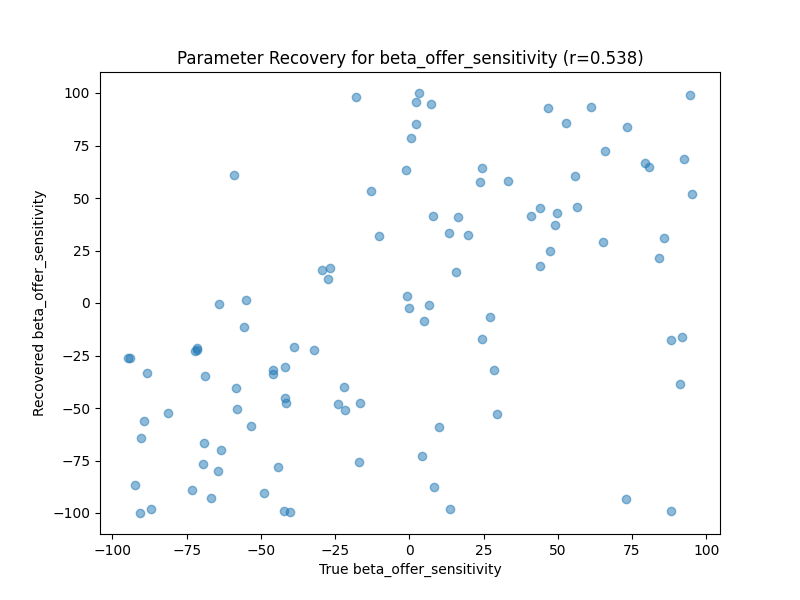 Parameter Recovery for beta_offer_sensitivity (r=0.538)
100
75
50
25
0
−25
−50
−75
−100
Recovered beta_offer_sensitivity
−100 −75 −50 −25 0 25 50 75 100
True beta_offer_sensitivity